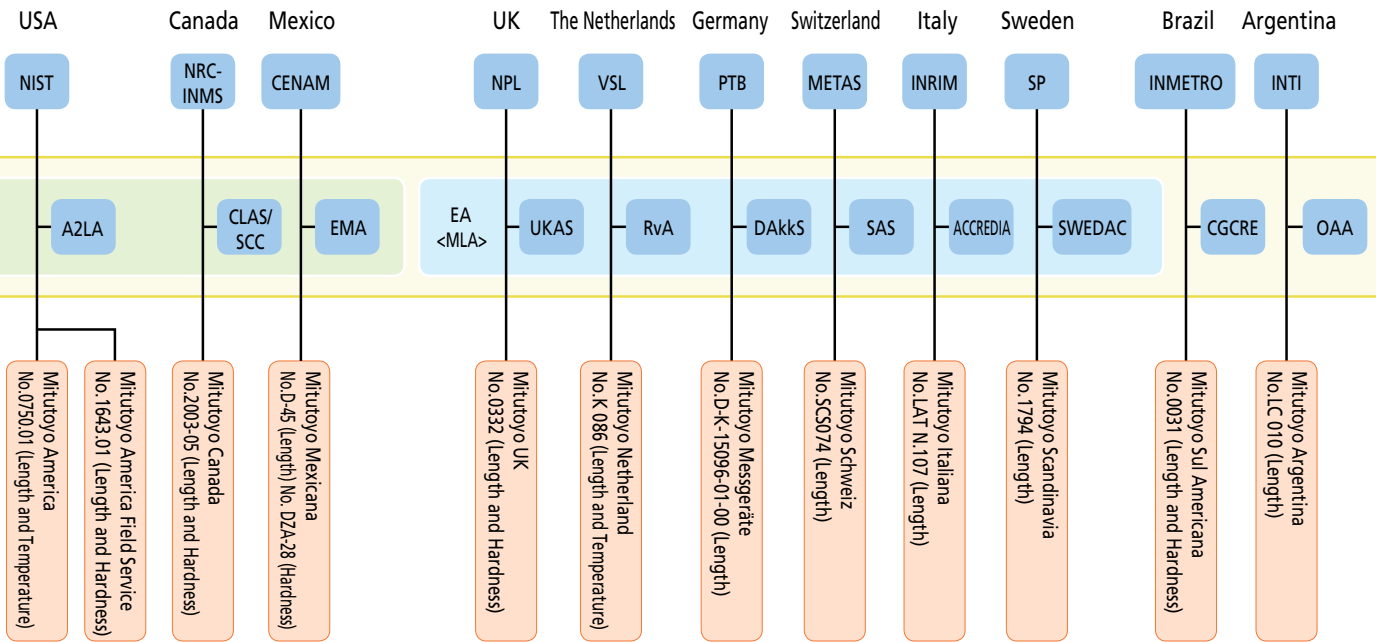 USA
Canada
Mexico
UK
The Netherlands
Germany
Switzerland
Italy
Sweden
Brazil
Argentina
NIST
NRC-
INMS
CENAM
NPL
VSL
PTB
METAS
INRIM
SP
INMETRO
INTI
A2LA
CLAS/
SCC
EMA
EA
<MLA>
UKAS
RvA
DAkkS
SAS
ACCREDIA
SWEDAC
CGCRE
OAA
Mitutoyo America
No.0750.01 (Length and Temperature)
Mitutoyo America Field Service
No.1643.01 (Length and Hardness)
Mitutoyo Canada
No.2003-05 (Length and Hardness)
Mitutoyo Mexicana
No.D-45 (Length) No. DZA-28 (Hardness)
Mitutoyo UK
No.0332 (Length and Hardness)
Mitutoyo Netherland
No.K 086 (Length and Temperature)
Mitutoyo Messgeräte
No.D-K-15096-01-00 (Length)
Mitutoyo Schweiz
No.SCS074 (Length)
Mitutoyo Italiana
No.LAT N.107 (Length)
Mitutoyo Scandinavia
No.1794 (Length)
Mitutoyo Sul Americana
No.0031 (Length and Hardness)
Mitutoyo Argentina
No.LC 010 (Length)